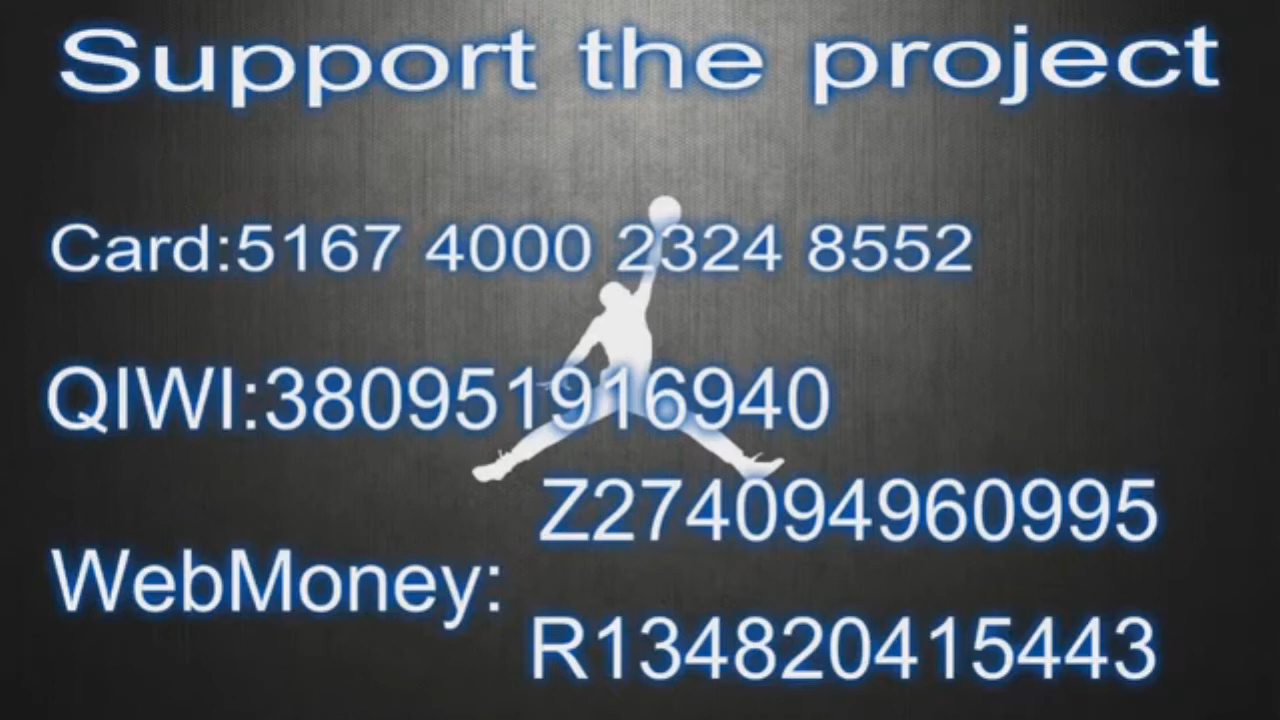 Support the project
Card:5167 4000 2324 8552
QIWI:380951916940
Z274094960995
WebMoney:
R134820415443